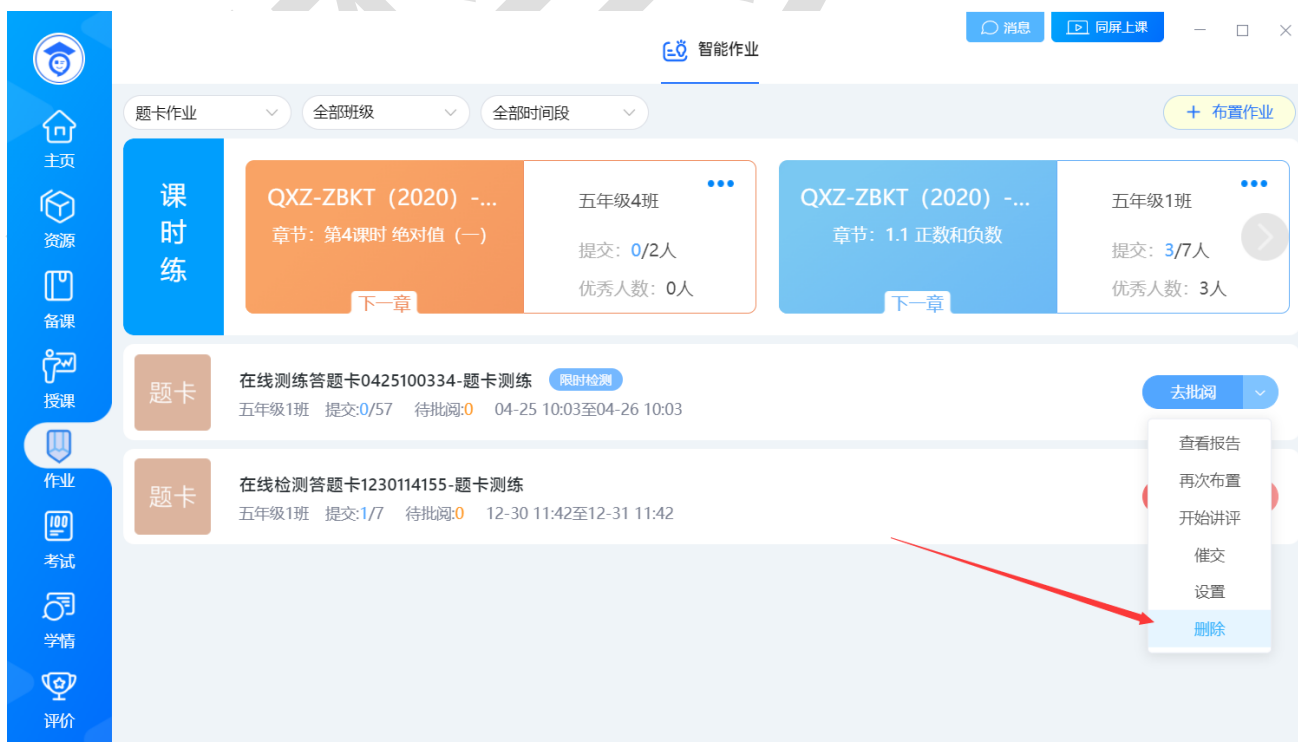 消息
同屏上课
智能作业
主页
资源
备课
授课
作业
考试
学情
评价
题卡作业
全部班级
全部时间段
+ 布置作业
课时练
QXZ-ZBKT（2020）-...
章节：第4课时 绝对值（一）
下一章
五年级4班
提交：0/2人
优秀人数：0人
QXZ-ZBKT（2020）-...
章节：1.1 正数和负数
下一章
五年级1班
提交：3/7人
优秀人数：3人
题卡
在线测练答题卡0425100334-题卡测练 限时检测
五年级1班 提交:0/57 待批阅:0 04-25 10:03至04-26 10:03
去批阅
题卡
在线检测答题卡1230114155-题卡测练
五年级1班 提交:1/7 待批阅:0 12-30 11:42至12-31 11:42
查看报告
再次布置
开始讲评
催交
设置
删除